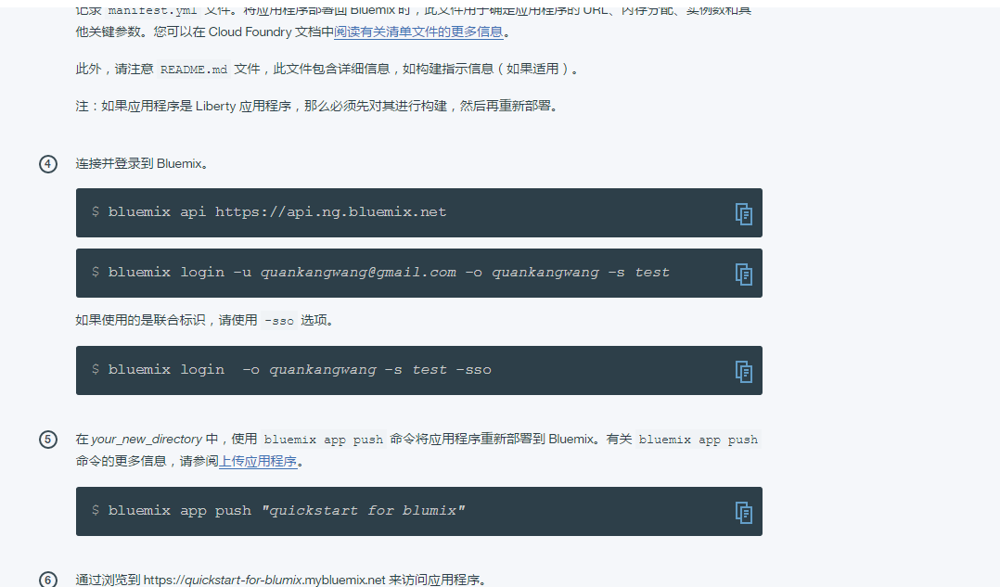 记录 manifest.yml 文件。将应用程序部署回 Bluemix 时，此文件用于确定应用程序的 URL、内存分配、实例数和其
他关键参数。您可以在 Cloud Foundry 文档中阅读有关清单文件的更多信息。
此外，请注意 README.md 文件，此文件包含详细信息，如构建指示信息（如果适用）。
注：如果应用程序是 Liberty 应用程序，那么必须先对其进行构建，然后再重新部署。
4 连接并登录到 Bluemix。
$ bluemix api https://api.ng.bluemix.net
$ bluemix login -u quankangwang@gmail.com -o quankangwang -s test
如果使用的是联合标识，请使用 -sso 选项。
$ bluemix login -o quankangwang -s test -sso
5 在 your_new_directory 中，使用 bluemix app push 命令将应用程序重新部署到 Bluemix。有关 bluemix app push
命令的更多信息，请参阅上传应用程序。
$ bluemix app push "quickstart for blumix"
6 通过浏览到 https://quickstart-for-blumix.mybluemix.net 来访问应用程序。